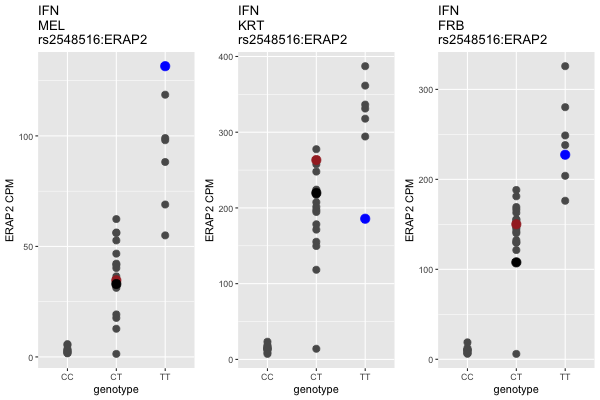 IFN
MEL
rs2548516:ERAP2
ERAP2 CPM
100
50
0
CC CT TT
genotype
IFN
KRT
rs2548516:ERAP2
ERAP2 CPM
400
300
200
100
0
CC CT TT
genotype
IFN
FRB
rs2548516:ERAP2
ERAP2 CPM
300
200
100
0
CC CT TT
genotype